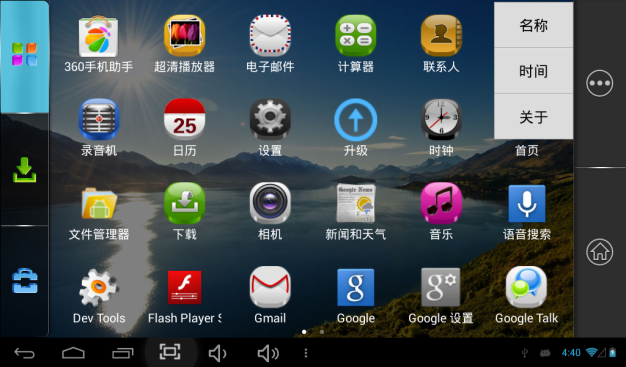 名称
360手机助手
超清播放器
电子邮件
计算器
联系人
时间
关于
25
录音机
日历
设置
升级
时钟
首页
Google News
文件管理器
下载
相机
新闻和天气
音乐
语音搜索
g
g
Dev Tools
Flash Player S
Gmail
Google
Google 设置
Google Talk
4:40